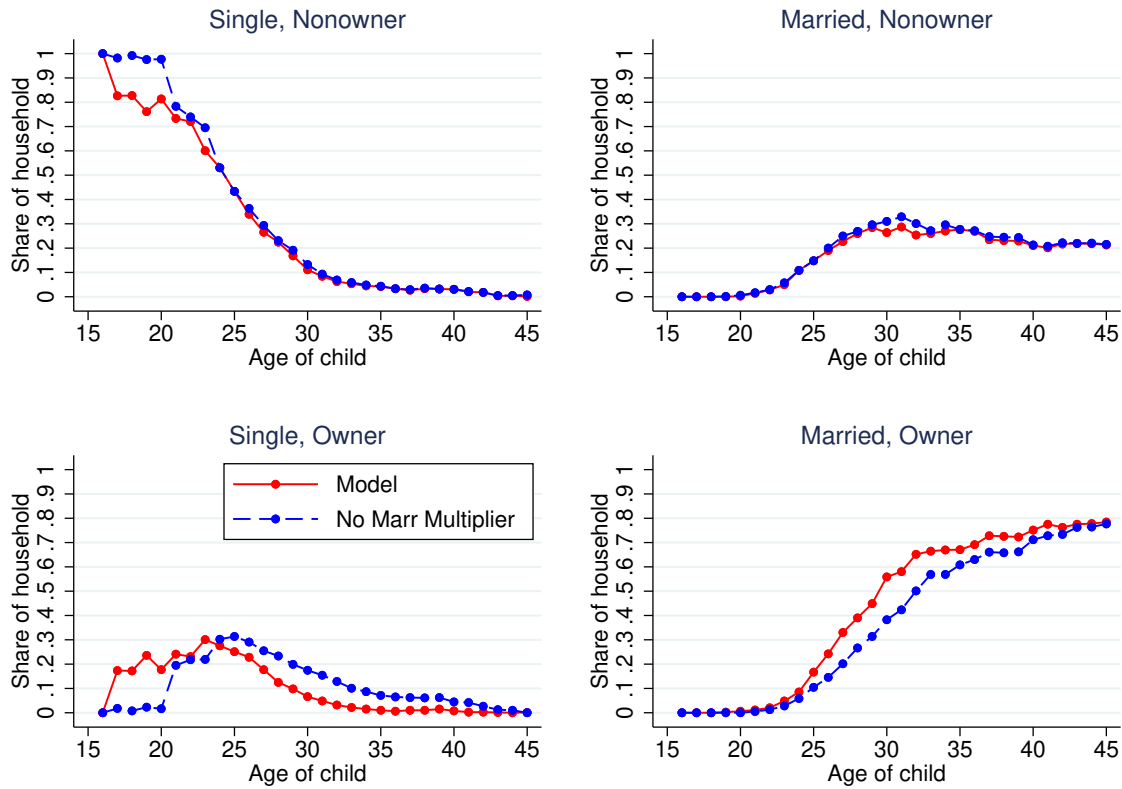 Single, Nonowner
Share of household
0 .1 .2 .3 .4 .5 .6 .7 .8 .9 1
15 20 25 30 35 40 45
Age of child
Married, Nonowner
Share of household
0 .1 .2 .3 .4 .5 .6 .7 .8 .9 1
15 20 25 30 35 40 45
Age of child
Single, Owner
Share of household
0 .1 .2 .3 .4 .5 .6 .7 .8 .9 1
Model
No Marr Multiplier
15 20 25 30 35 40 45
Age of child
Married, Owner
Share of household
0 .1 .2 .3 .4 .5 .6 .7 .8 .9 1
15 20 25 30 35 40 45
Age of child